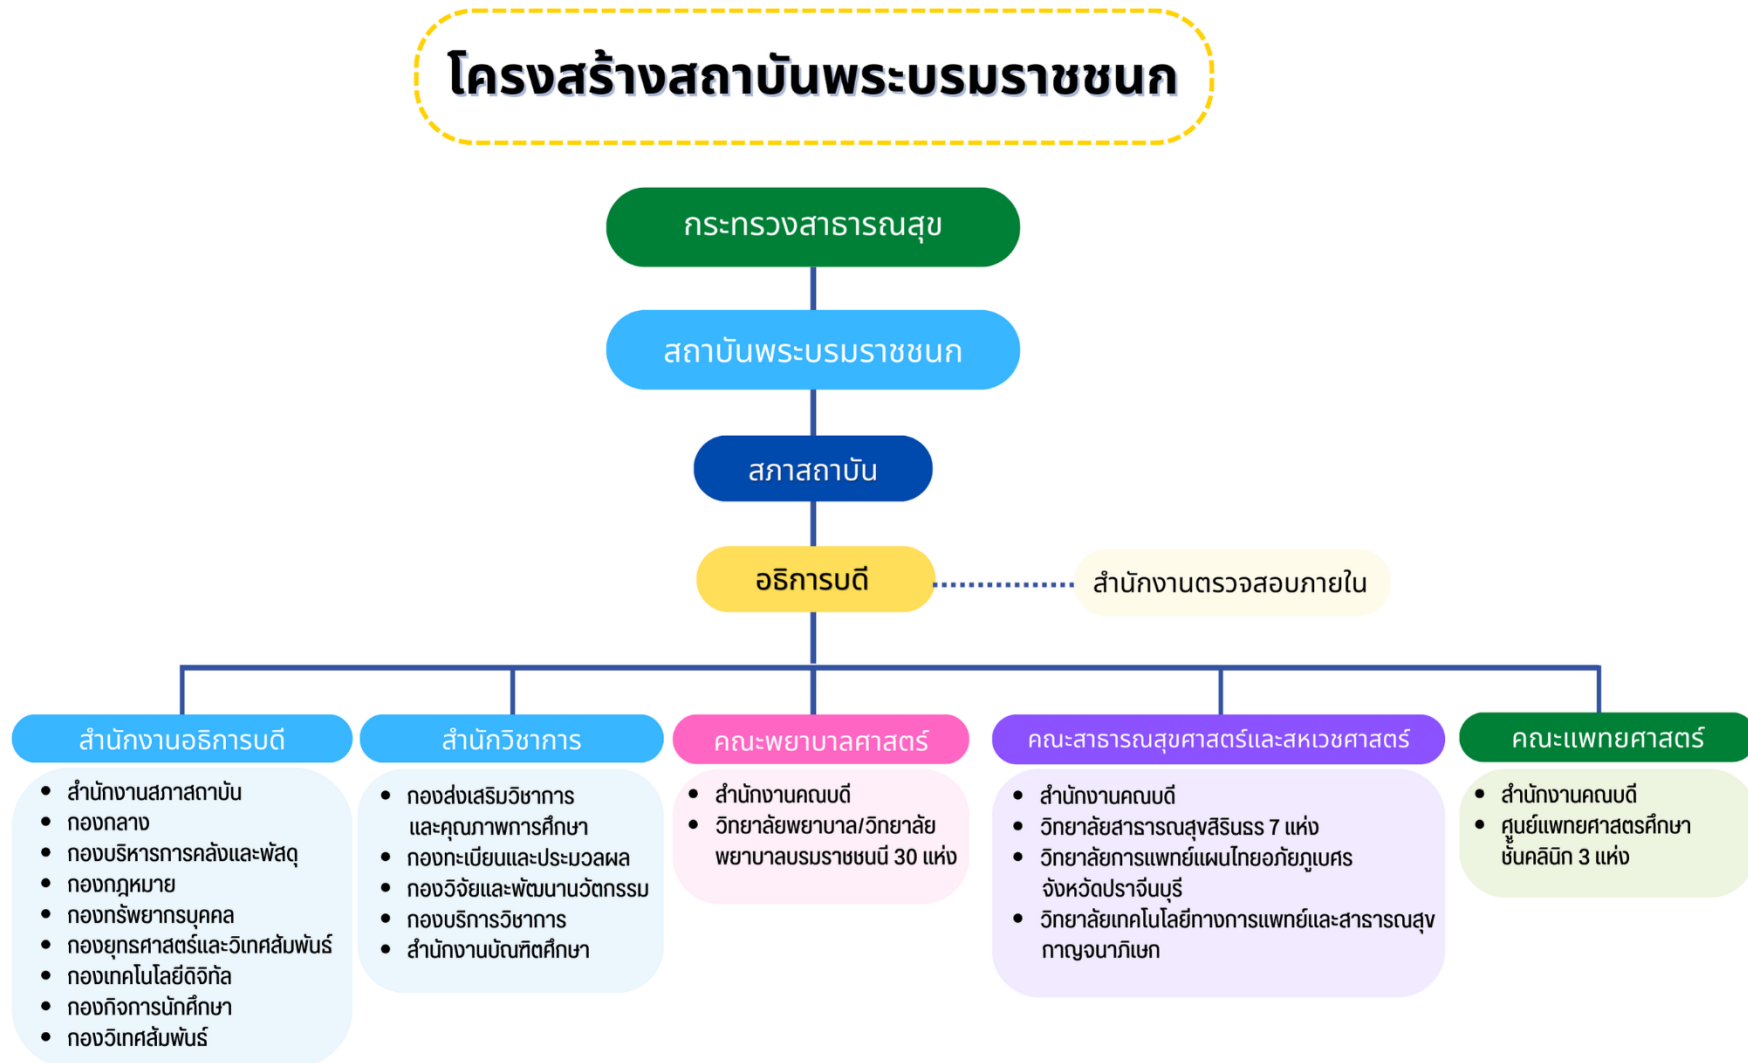 โครงสร้างสถาบันพระบรมราชชนก
กระทรวงสาธารณสุข
สถาบันพระบรมราชชนก
สภาสถาบัน
อธิการบดี
สำนักงานตรวจสอบภายใน
สำนักงานอธิการบดี
• สำนักงานสภาสถาบัน
• กองกลาง
• กองบริหารการคลังและพัสดุ
• กองกฎหมาย
• กองทรัพยากรบุคคล
• กองยุทธศาสตร์และวิเทศสัมพันธ์
• กองเทคโนโลยีดิจิทัล
• กองกิจการนักศึกษา
• กองวิเทศสัมพันธ์
สำนักวิชาการ
• กองส่งเสริมวิชาการ
และคุณภาพการศึกษา
• กองทะเบียนและประมวลผล
• กองวิจัยและพัฒนานวัตกรรม
• กองบริการวิชาการ
• สำนักงานบัณฑิตศึกษา
คณะพยาบาลศาสตร์
• สำนักงานคณบดี
• วิทยาลัยพยาบาล/วิทยาลัย
พยาบาลบรมราชชนนี 30 แห่ง
คณะสาธารณสุขศาสตร์และสหเวชศาสตร์
• สำนักงานคณบดี
• วิทยาลัยสาธารณสุขสิรินธร 7 แห่ง
• วิทยาลัยการแพทย์แผนไทยอภัยภูเบศร
จังหวัดปราจีนบุรี
• วิทยาลัยเทคโนโลยีทางการแพทย์และสาธารณสุข
กาญจนาภิเษก
คณะแพทยศาสตร์
• สำนักงานคณบดี
• ศูนย์แพทยศาสตรศึกษา
ชั้นคลินิก 3 แห่ง